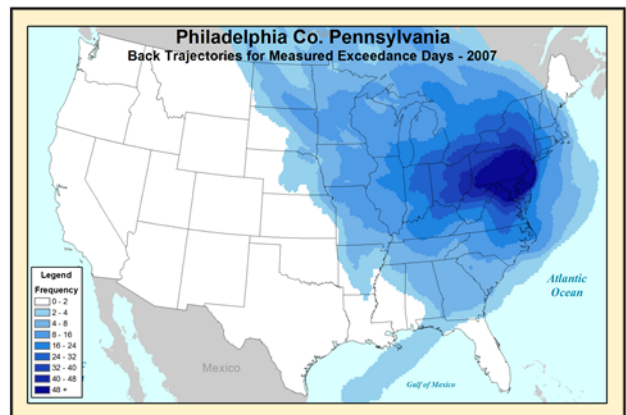 Philadelphia Co. Pennsylvania
Back Trajectories for Measured Exceedance Days - 2007
Legend
Frequency
0 - 2
2 - 4
4 - 8
8 - 16
16 - 24
24 - 32
32 - 40
40 - 48
48 +
Mexico
Gulf of Mexico
Atlantic
Ocean